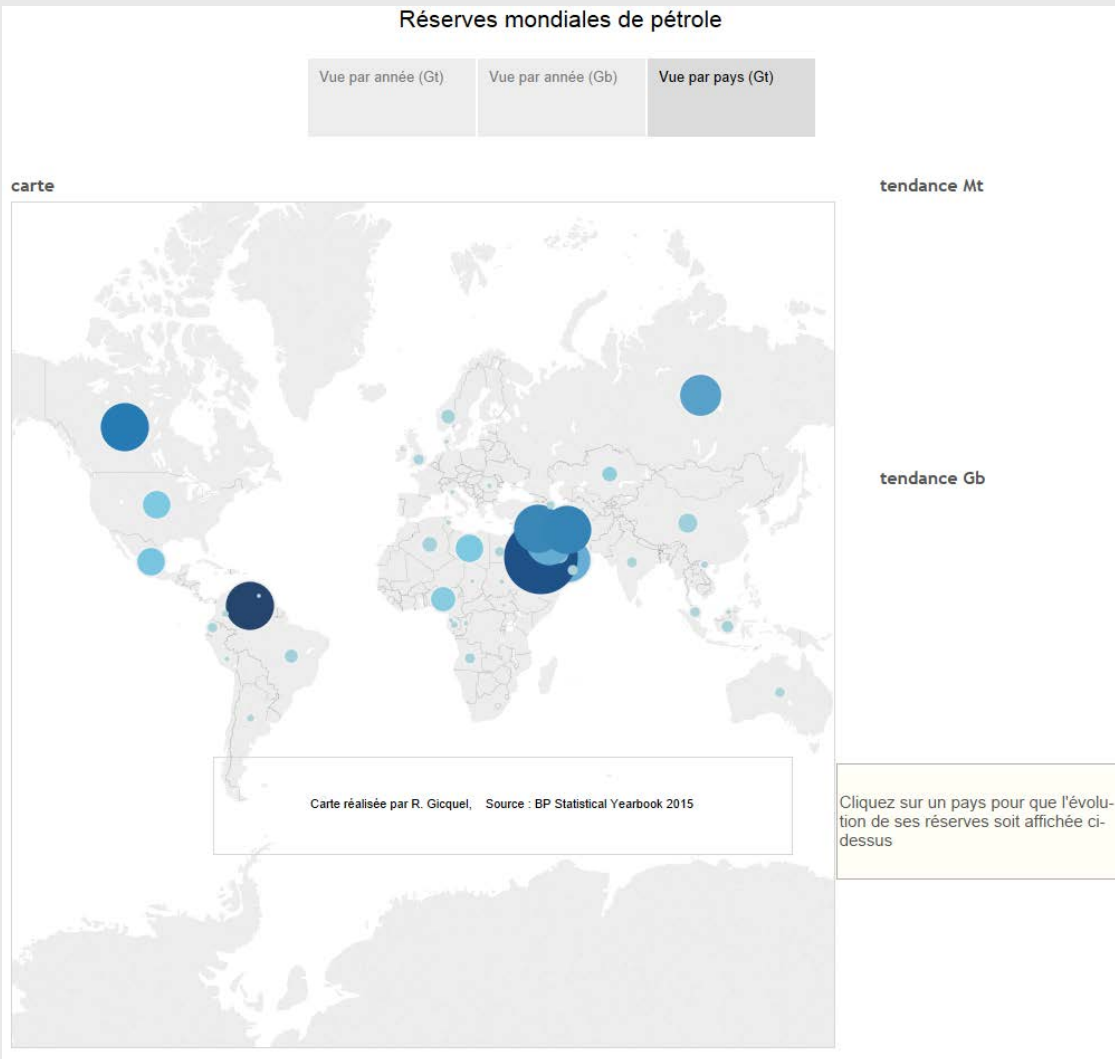 Réserves mondiales de pétrole
Vue par année (Gt)
Vue par année (Gb)
Vue par pays (Gt)
carte
tendance Mt
tendance Gb
Carte réalisée par R. Gicquel, Source : BP Statistical Yearbook 2015
Cliquez sur un pays pour que l'évolu-
tion de ses réserves soit affichée ci-
dessus